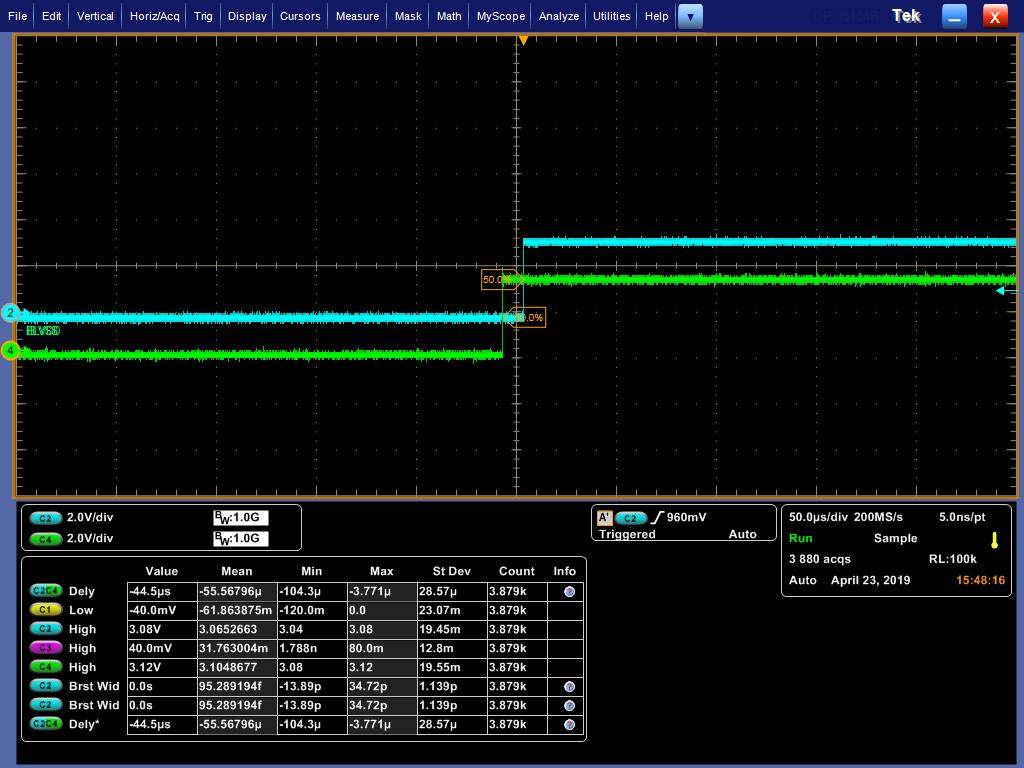 File Edit Vertical Horiz/Acq Trig Display Cursors Measure Mask Math MyScope Analyze Utilities Help Tek X
50.0
.0%
2
ELVSS
4
C2 2.0V/div BW:1.0G
C4 2.0V/div BW:1.0G
A' C2 960mV
Triggered Auto
50.0µs/div 200MS/s 5.0ns/pt
Run Sample
3 880 acqs RL:100k
Auto April 23, 2019 15:48:16
Value Mean Min Max St Dev Count Info
C2C4 Dely -44.5µs -55.56796µ -104.3µ -3.771µ 28.57µ 3.879k
C1 Low -40.0mV -61.863875m -120.0m 0.0 23.07m 3.879k
C2 High 3.08V 3.0652663 3.04 3.08 19.45m 3.879k
C3 High 40.0mV 31.763004m 1.788n 80.0m 12.8m 3.879k
C4 High 3.12V 3.1048677 3.08 3.12 19.55m 3.879k
C2 Brst Wid 0.0s 95.289194f -13.89p 34.72p 1.139p 3.879k
C2 Brst Wid 0.0s 95.289194f -13.89p 34.72p 1.139p 3.879k
C2C4 Dely* -44.5µs -55.56796µ -104.3µ -3.771µ 28.57µ 3.879k